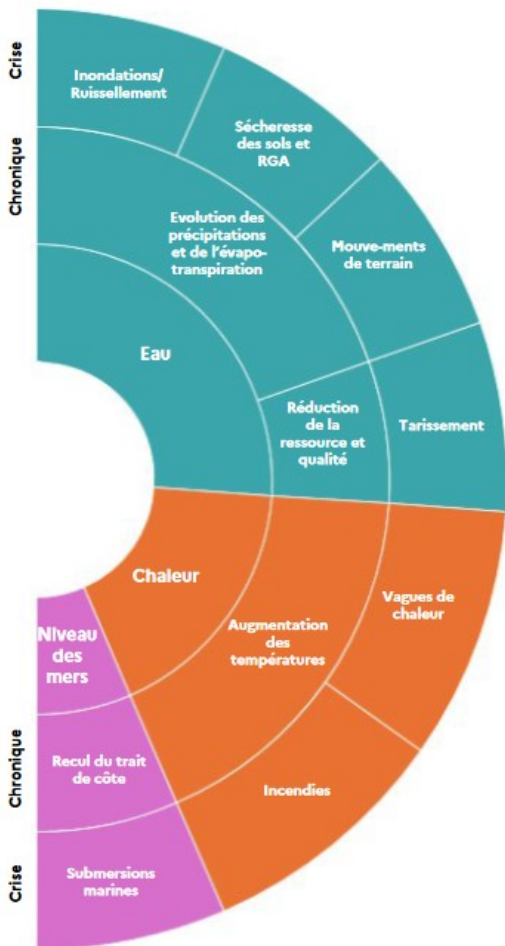 Crise
Inondations/
Ruissellement
Sécheresse
des sols et
RGA
Chronique
Evolution des
précipitations
et de l'évapo-
transpiration
Mouve-ments
de terrain
Eau
Réduction
de la
ressource et
qualité
Tarissement
Chaleur
Vagues de
chaleur
Augmentation
des
températures
Niveau
des
mers
Chronique
Recul du trait
de côte
Incendies
Crise
Submersions
marines